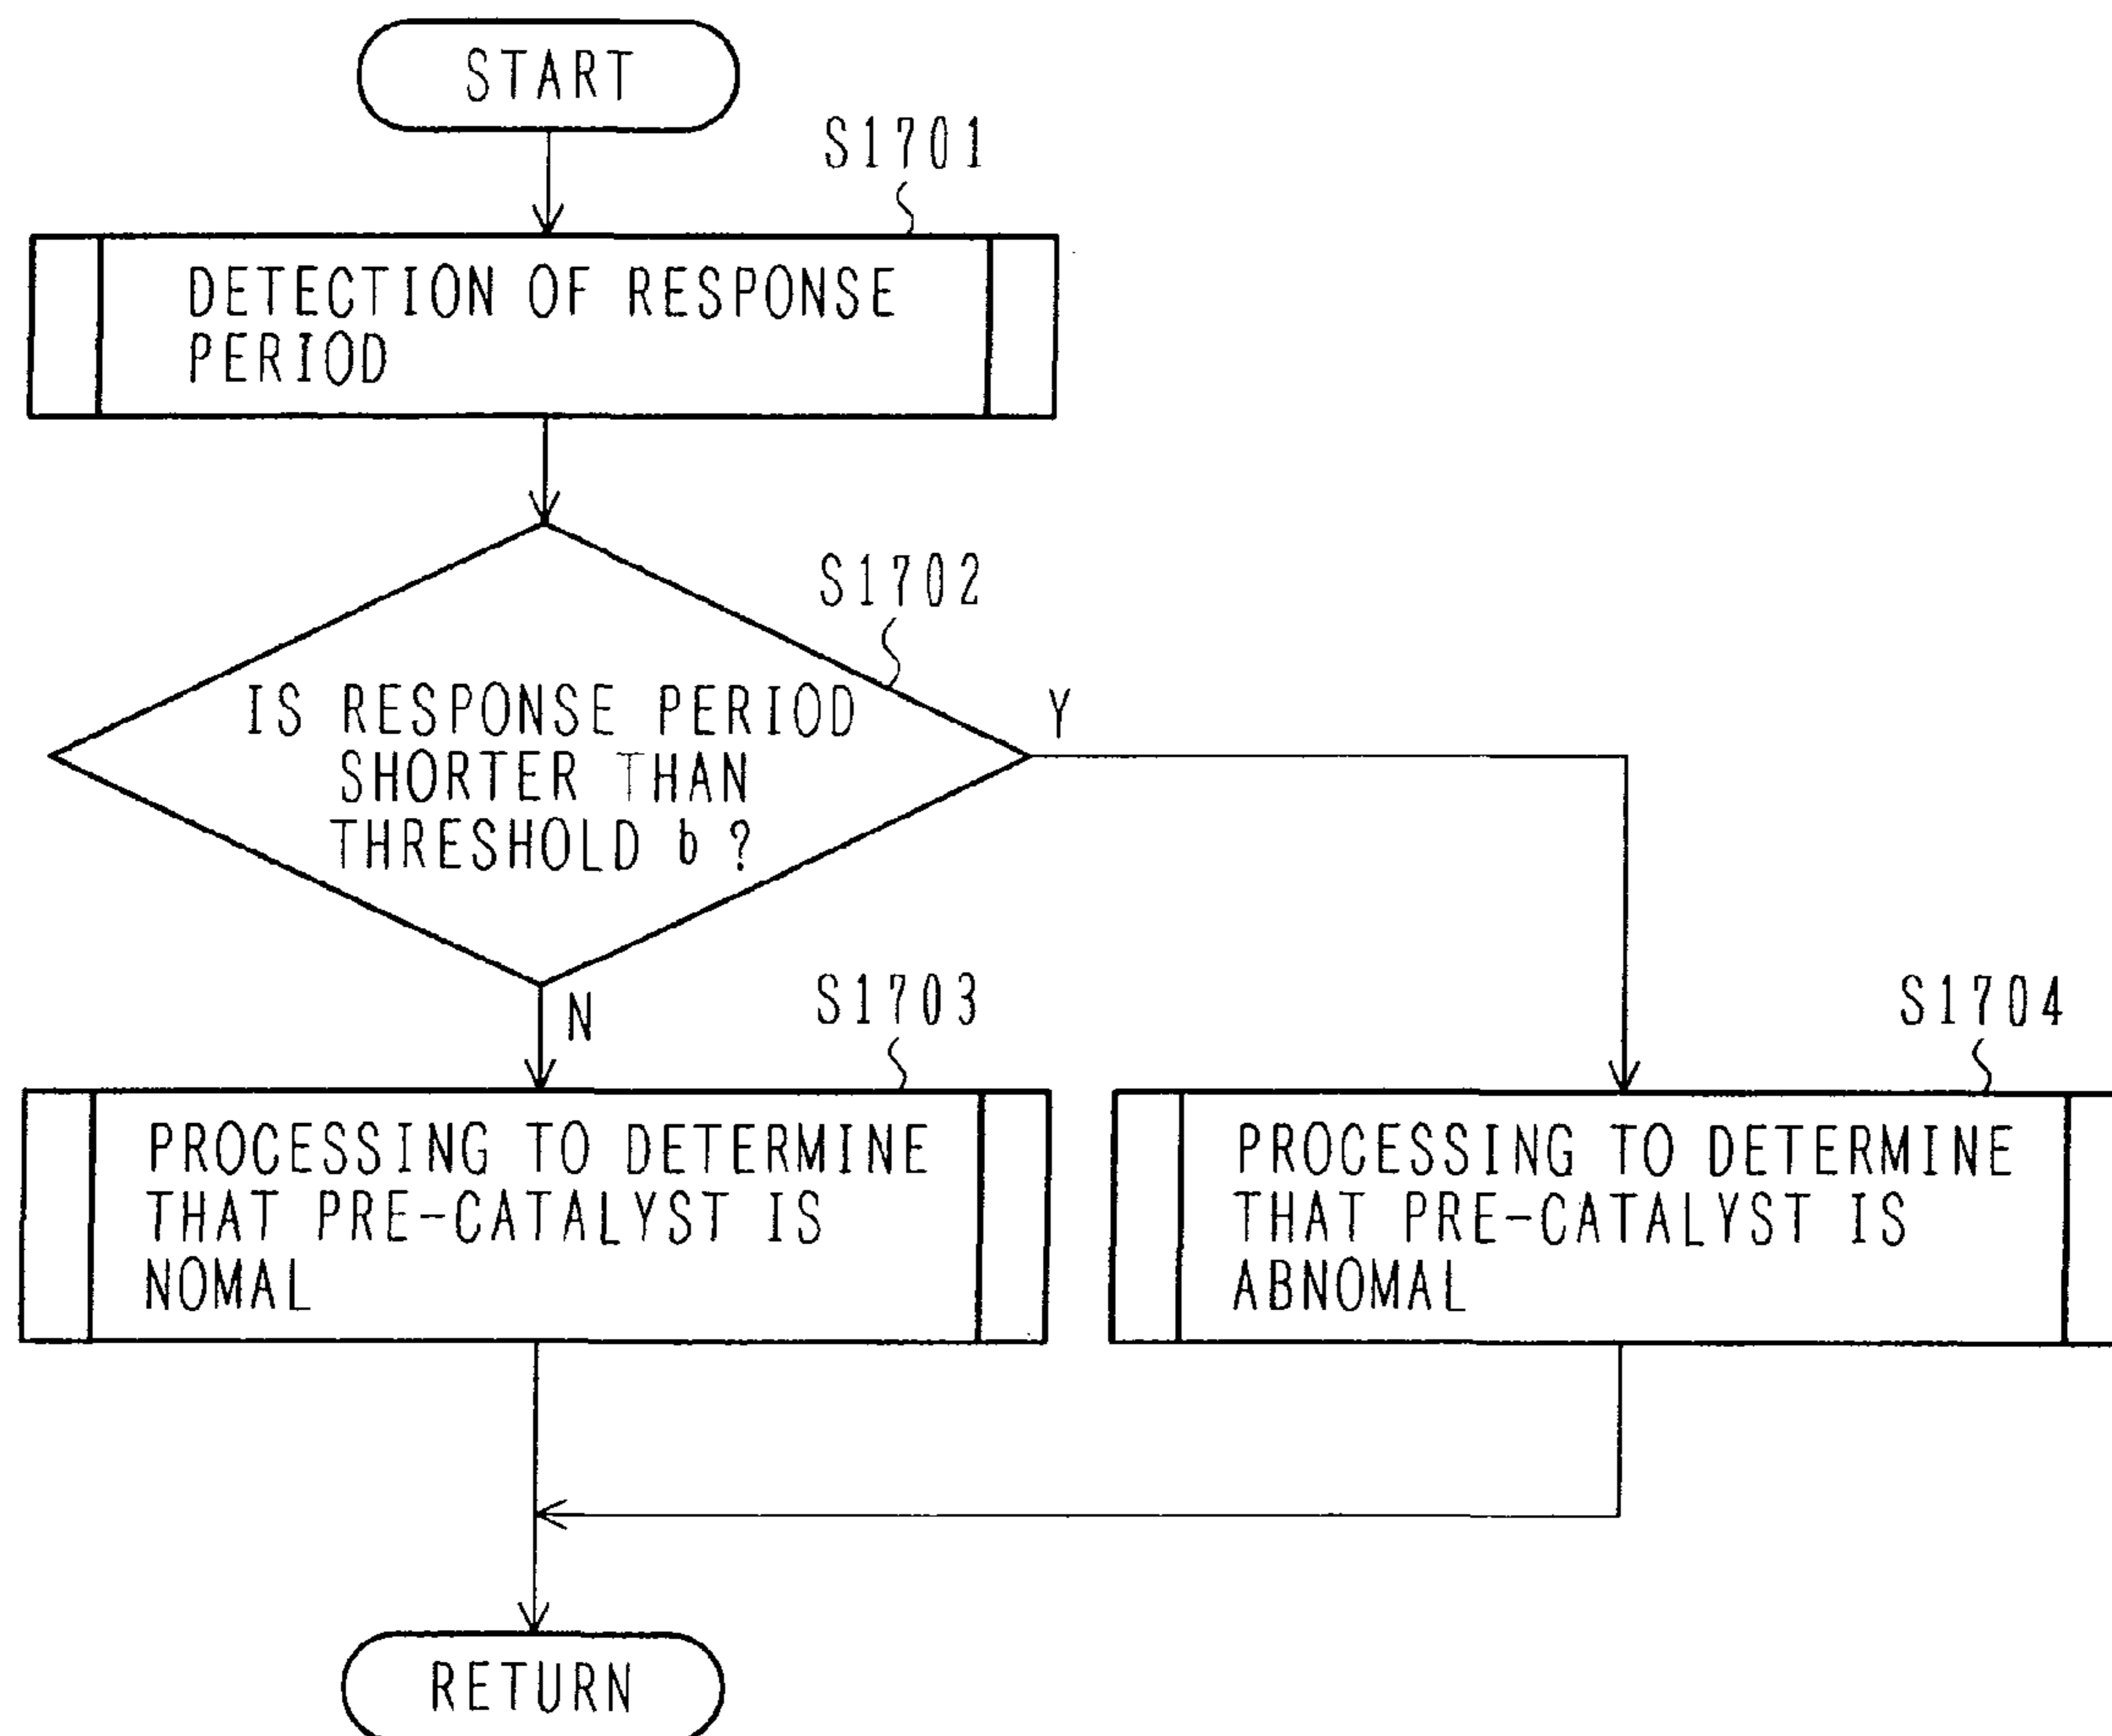 START
S1701
DETECTION OF RESPONSE
PERIOD
S1702
IS RESPONSE PERIOD
SHORTER THAN
THRESHOLD b ?
Y
N
S1703
PROCESSING TO DETERMINE
THAT PRE-CATALYST IS
NOMAL
S1704
PROCESSING TO DETERMINE
THAT PRE-CATALYST IS
ABNOMAL
RETURN